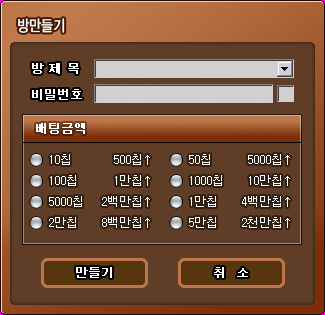 방만들기
방 제 목
비밀번호
배팅금액
10칩 500칩↑ 50칩 5000칩↑
100칩 1만칩↑ 1000칩 10만칩↑
5000칩 2백만칩↑ 1만칩 4백만칩↑
2만칩 8백만칩↑ 5만칩 2천만칩↑
만들기 취 소